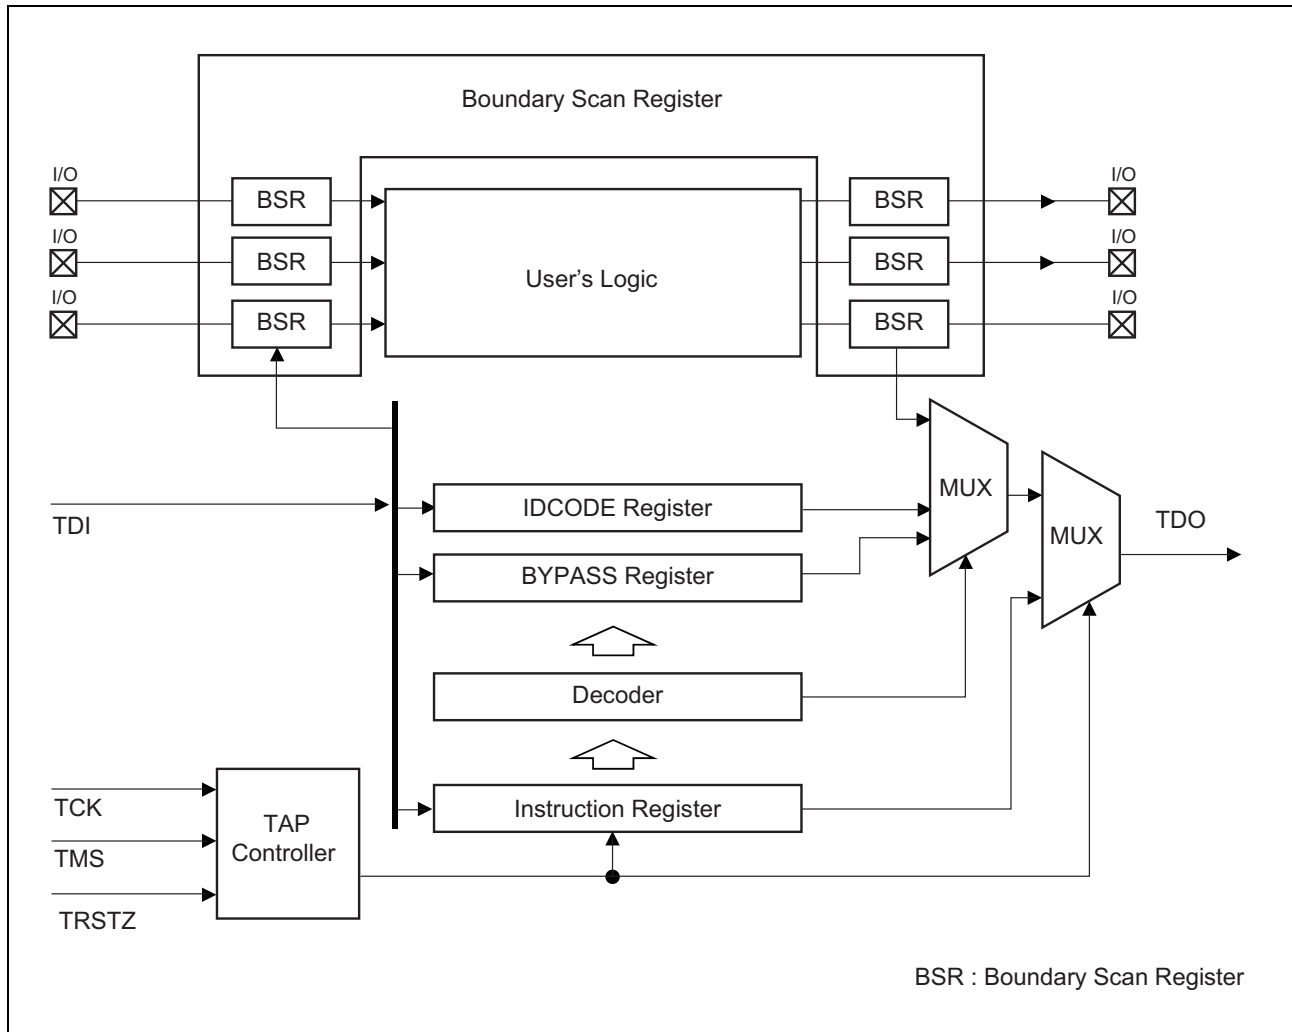 Boundary Scan Register
I/O
BSR
BSR
I/O
I/O
BSR
User's Logic
BSR
I/O
I/O
BSR
BSR
I/O
TDI
IDCODE Register
BYPASS Register
MUX
MUX
TDO
Decoder
Instruction Register
TCK
TMS
TRSTZ
TAP
Controller
BSR : Boundary Scan Register